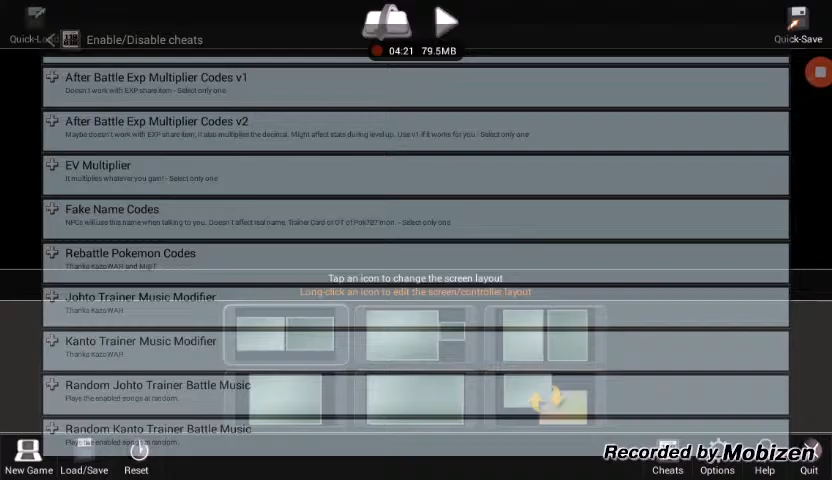 Quick-Load
Enable/Disable cheats
04:21 79.5MB
Quick-Save
After Battle Exp Multiplier Codes v1
Doesn't work with EXP share item - Select only one.
After Battle Exp Multiplier Codes v2
Maybe doesn't work with EXP share item, it also multiplies the decimal. Might affect stats during level up. Use v1 if it works for you! - Select only one
EV Multiplier
It multiplies whatever you gain! - Select only one
Fake Name Codes
NPCs will use this name when talking to you. Doesn't affect real name, Trainer Card or OT of Pok?27mon. - Select only one.
Rebattle Pokemon Codes
Thanks KazoWAR and M@T
Tap an icon to change the screen layout
Long-click an icon to edit the screen/controller layout
Johto Trainer Music Modifier
Thanks KazoWAR
Kanto Trainer Music Modifier
Thanks KazoWAR
Random Johto Trainer Battle Music
Plays the enabled songs at random.
Random Kanto Trainer Battle Music
Plays the enabled songs at random.
New Game
Load/Save
Reset
Recorded by Mobizen
Cheats
Options
Help
Quit